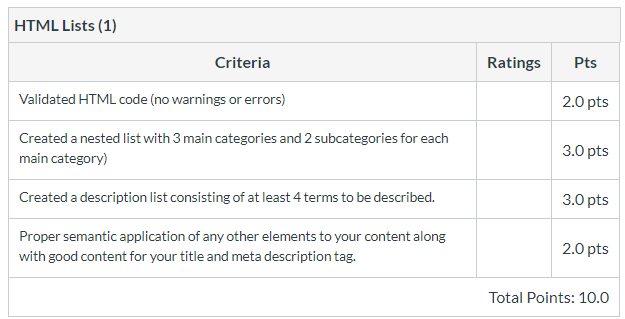 HTML Lists (1)
Criteria Ratings Pts
Validated HTML code (no warnings or errors) 2.0 pts
Created a nested list with 3 main categories and 2 subcategories for each
main category) 3.0 pts
Created a description list consisting of at least 4 terms to be described. 3.0 pts
Proper semantic application of any other elements to your content along
with good content for your title and meta description tag. 2.0 pts
Total Points: 10.0